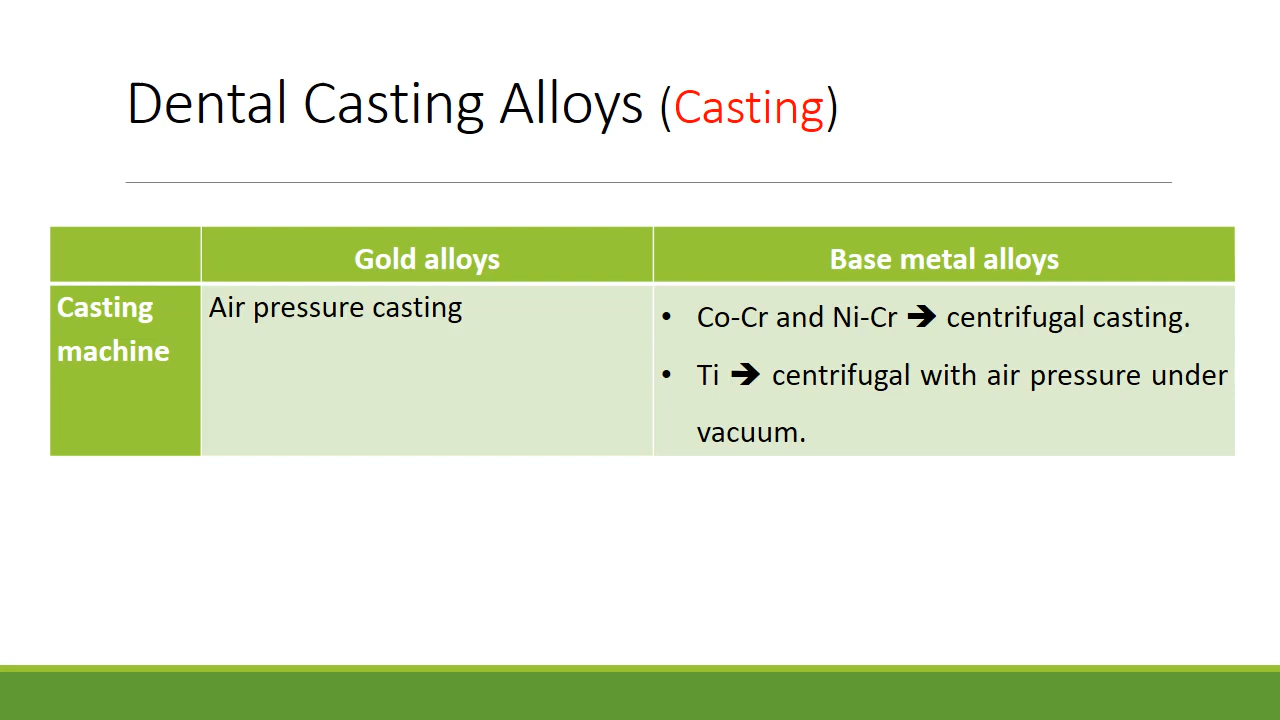 Dental Casting Alloys (Casting)
Gold alloys
Base metal alloys
Casting
machine
Air pressure casting
• Co-Cr and Ni-Cr ➔ centrifugal casting.
• Ti ➔ centrifugal with air pressure under
vacuum.